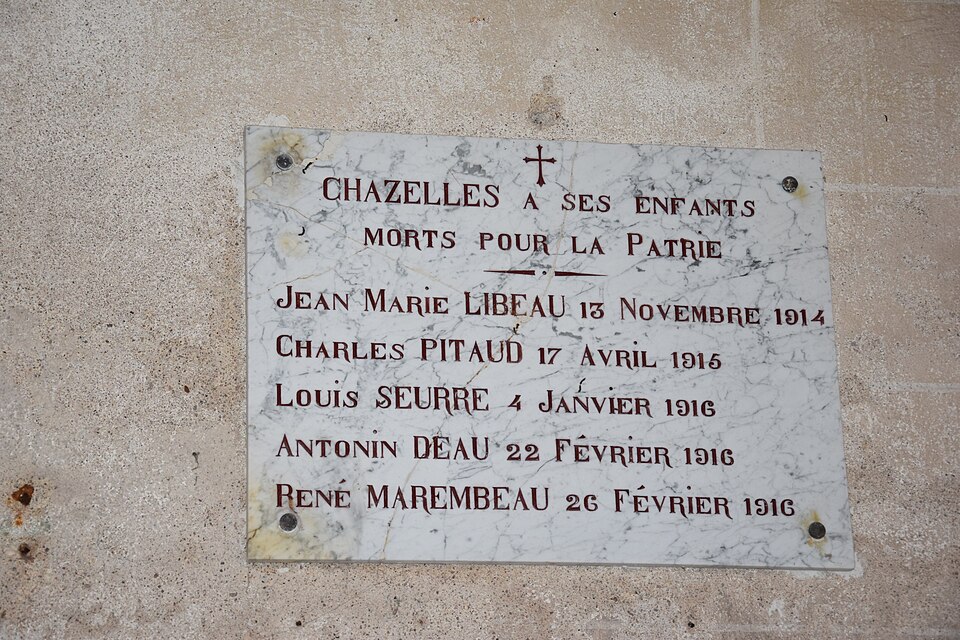 CHAZELLES A SES ENFANTS
MORTS POUR LA PATRIE
JEAN MARIE LIBEAU 13 NOVEMBRE 1914
CHARLES PITAUD 17 AVRIL 1915
LOUIS SEURRE 4 JANVIER 1916
ANTONIN DEAU 22 FÉVRIER 1916
RENÉ MAREMBEAU 26 FÉVRIER 1916